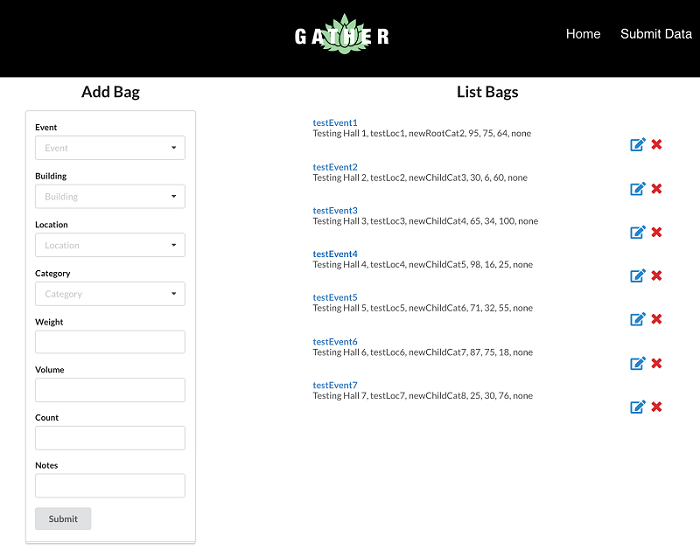 GATHER
Home Submit Data
Add Bag
Event
Event
Building
Building
Location
Location
Category
Category
Weight
Volume
Count
Notes
Submit
List Bags
testEvent1
Testing Hall 1, testLoc1, newRootCat2, 95, 75, 64, none
testEvent2
Testing Hall 2, testLoc2, newChildCat3, 30, 6, 60, none
testEvent3
Testing Hall 3, testLoc3, newChildCat4, 65, 34, 100, none
testEvent4
Testing Hall 4, testLoc4, newChildCat5, 98, 16, 25, none
testEvent5
Testing Hall 5, testLoc5, newChildCat6, 71, 32, 55, none
testEvent6
Testing Hall 6, testLoc6, newChildCat7, 87, 75, 18, none
testEvent7
Testing Hall 7, testLoc7, newChildCat8, 25, 30, 76, none